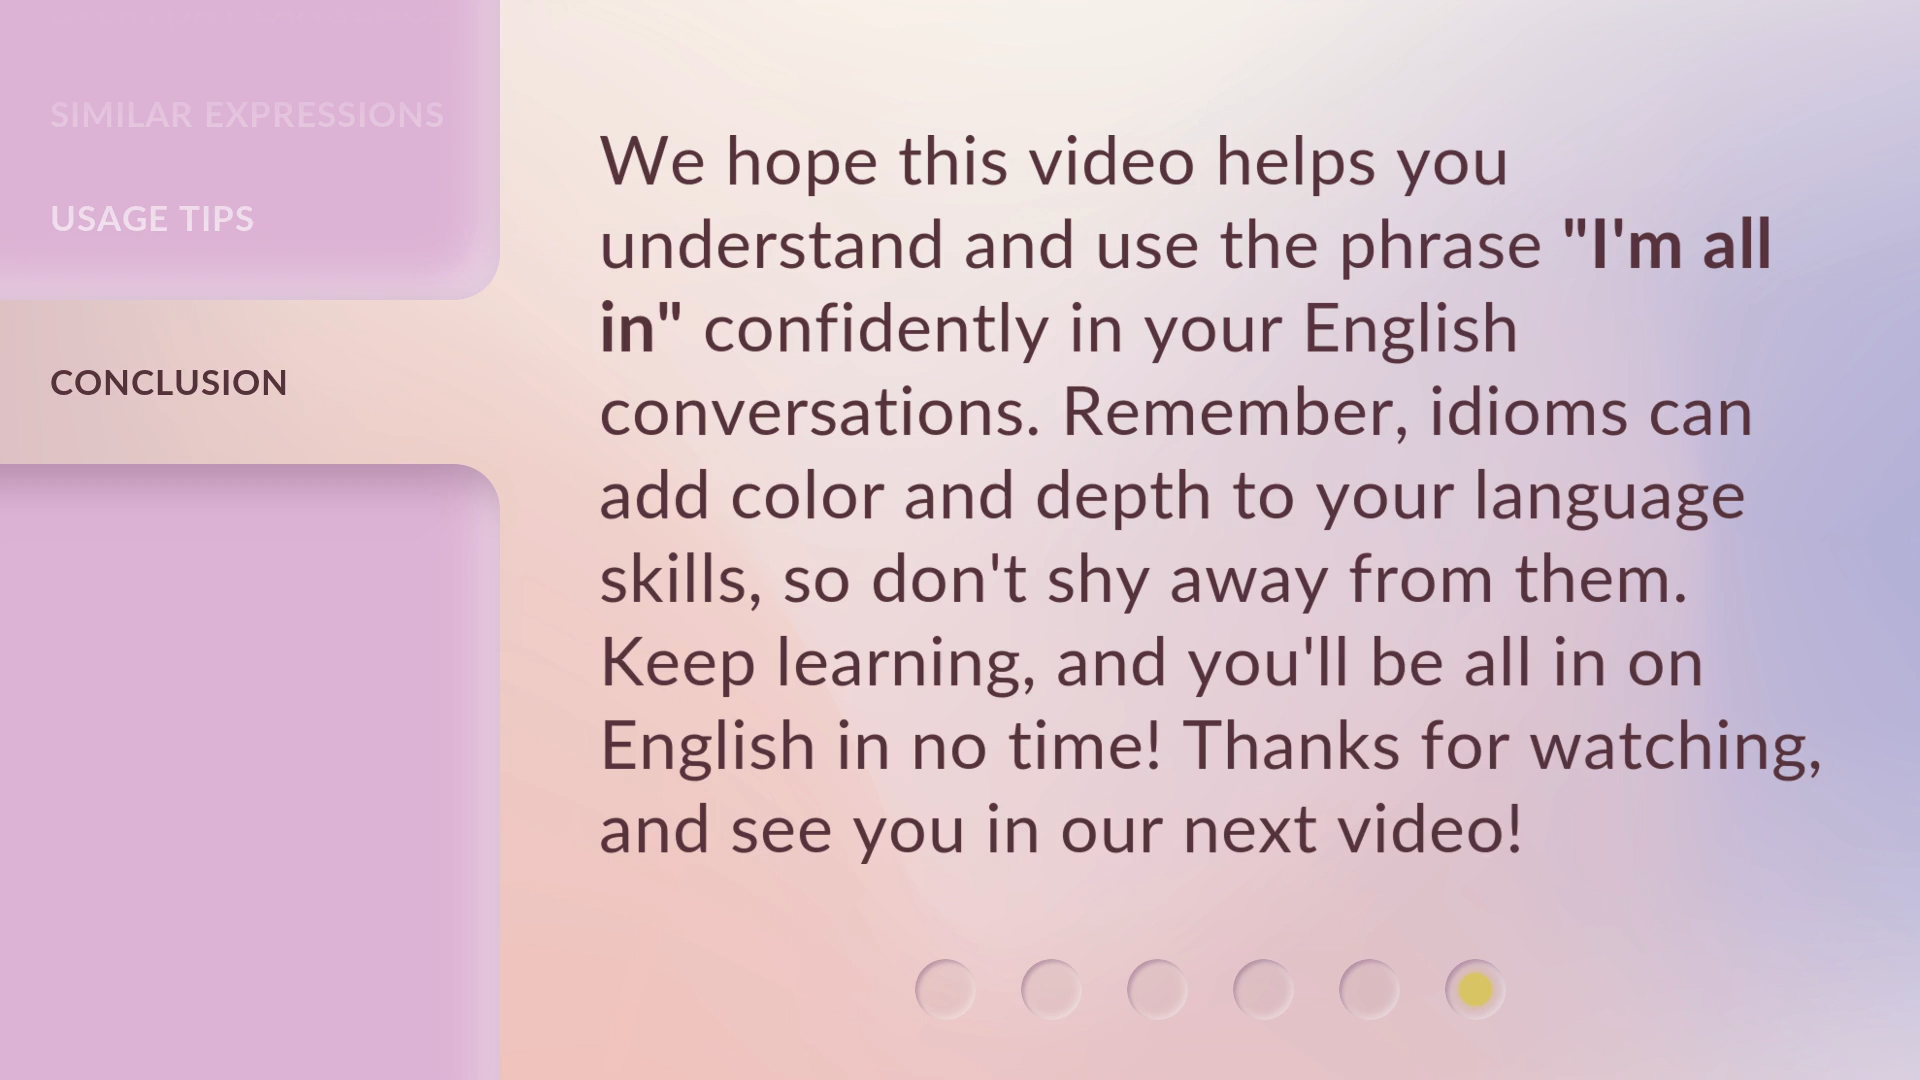 SIMILAR EXPRESSIONS
USAGE TIPS
CONCLUSION
We hope this video helps you
understand and use the phrase "I'm all
in" confidently in your English
conversations. Remember, idioms can
add color and depth to your language
skills, so don't shy away from them.
Keep learning, and you'll be all in on
English in no time! Thanks for watching,
and see you in our next video!